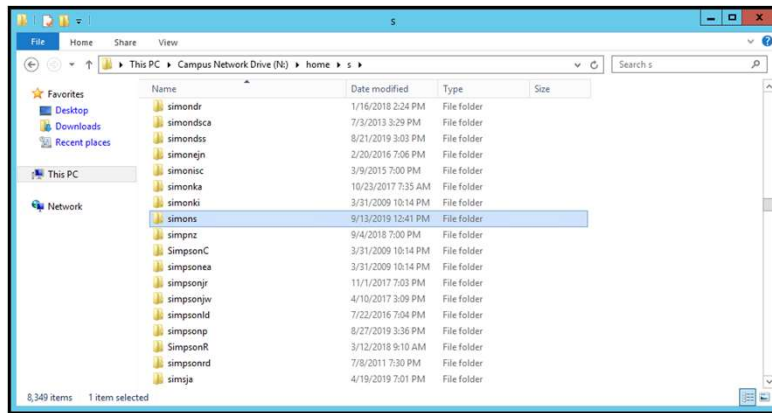 s
File Home Share View
This PC Campus Network Drive (N:) home s Search s
Favorites
Desktop
Downloads
Recent places
This PC
Network
Name Date modified Type Size
simondr 1/16/2018 2:24 PM File folder
simondsca 7/3/2013 3:29 PM File folder
simondss 8/21/2019 3:03 PM File folder
simonejn 2/20/2016 7:06 PM File folder
simonisc 3/9/2015 7:00 PM File folder
simonka 10/23/2017 7:35 AM File folder
simonki 3/31/2009 10:14 PM File folder
simons 9/13/2019 12:41 PM File folder
simpnz 9/4/2018 7:00 PM File folder
SimpsonC 3/31/2009 10:14 PM File folder
simpsonea 3/31/2009 10:14 PM File folder
simpsonjr 11/1/2017 7:03 PM File folder
simpsonjw 4/10/2017 3:09 PM File folder
simpsonld 7/22/2016 7:04 PM File folder
simpsonp 8/27/2019 3:36 PM File folder
SimpsonR 3/12/2018 9:10 AM File folder
simpsonrd 7/8/2011 7:30 PM File folder
simsja 4/19/2019 7:01 PM File folder
8,349 items 1 item selected